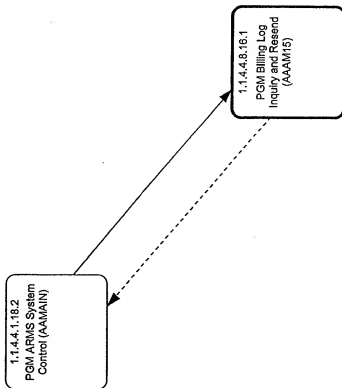 1.1.4.4.1.18.2
PGM ARMS System
Control (AAMAIN)
1.1.4.4.8.16.1
PGM Billing Log
Inquiry and Resend
(AAAM15)